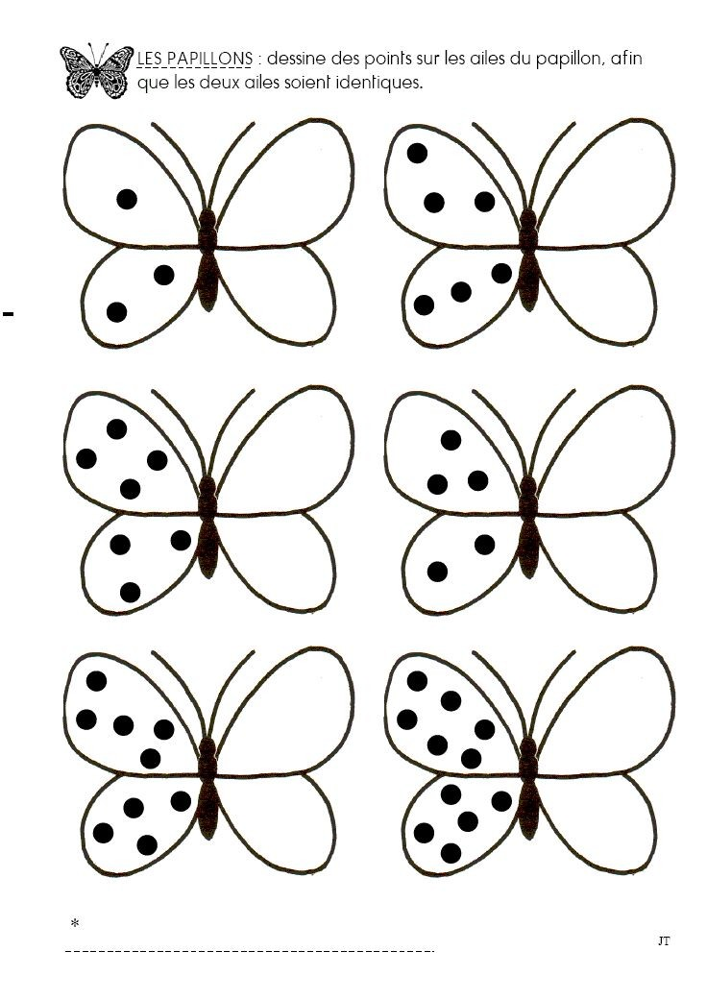 LES PAPILLONS : dessine des points sur les ailes du papillon, afin
que les deux ailes soient identiques.
*
JT